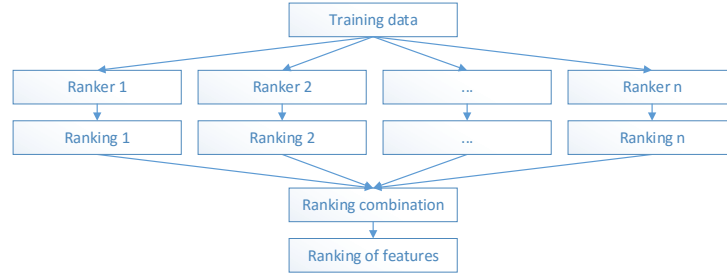 Training data
Ranker 1
Ranker 2
...
Ranker n
Ranking 1
Ranking 2
...
Ranking n
Ranking combination
Ranking of features